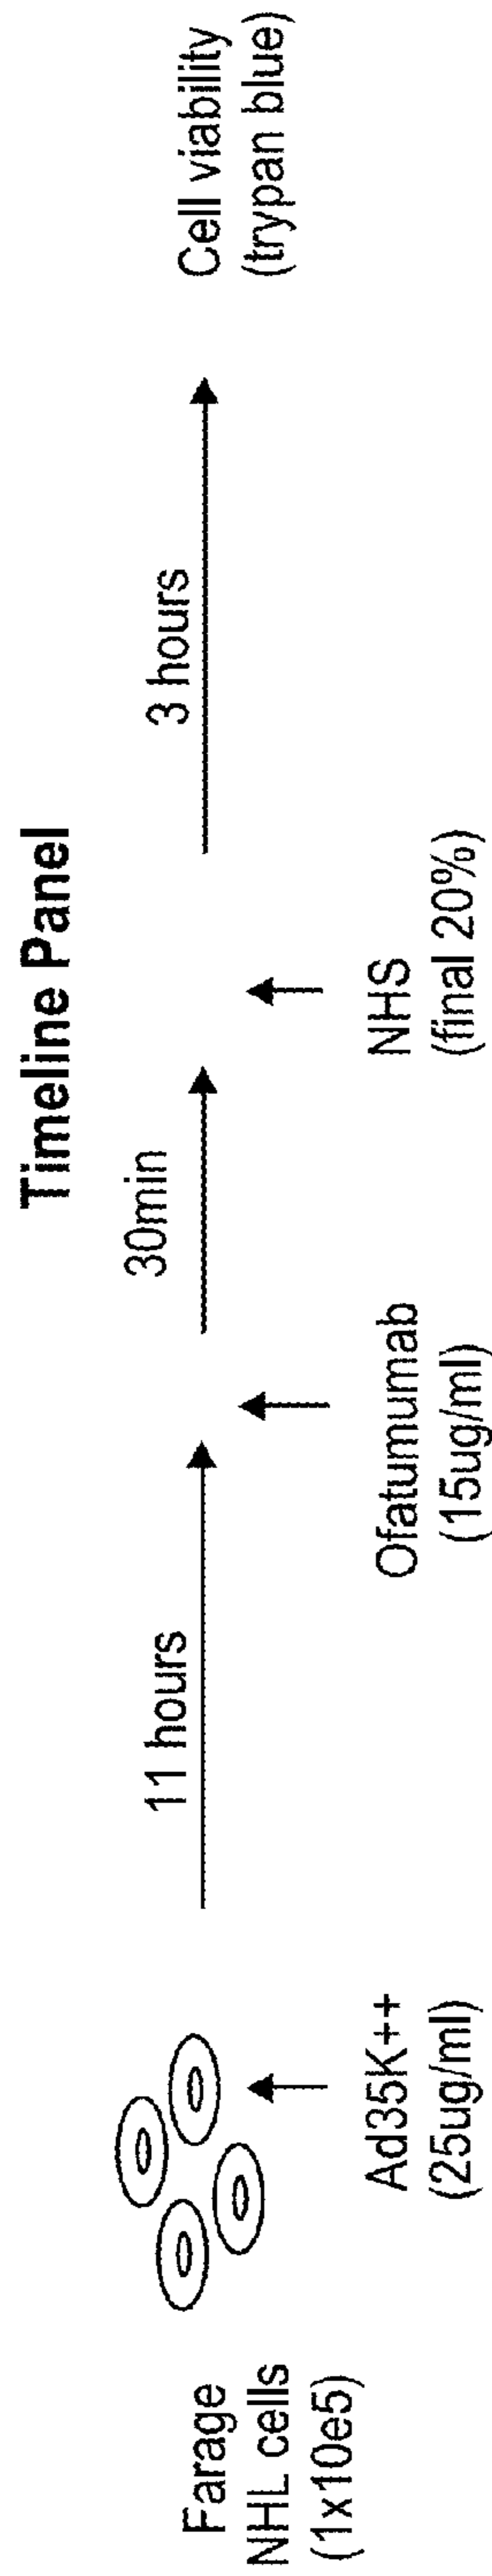 Timeline Panel
Farage
NHL cells
(1x10e5)
Ad35K++
(25ug/ml)
11 hours
Ofatumumab
(15ug/ml)
30min
NHS
(final 20%)
3 hours
Cell viability
(trypan blue)